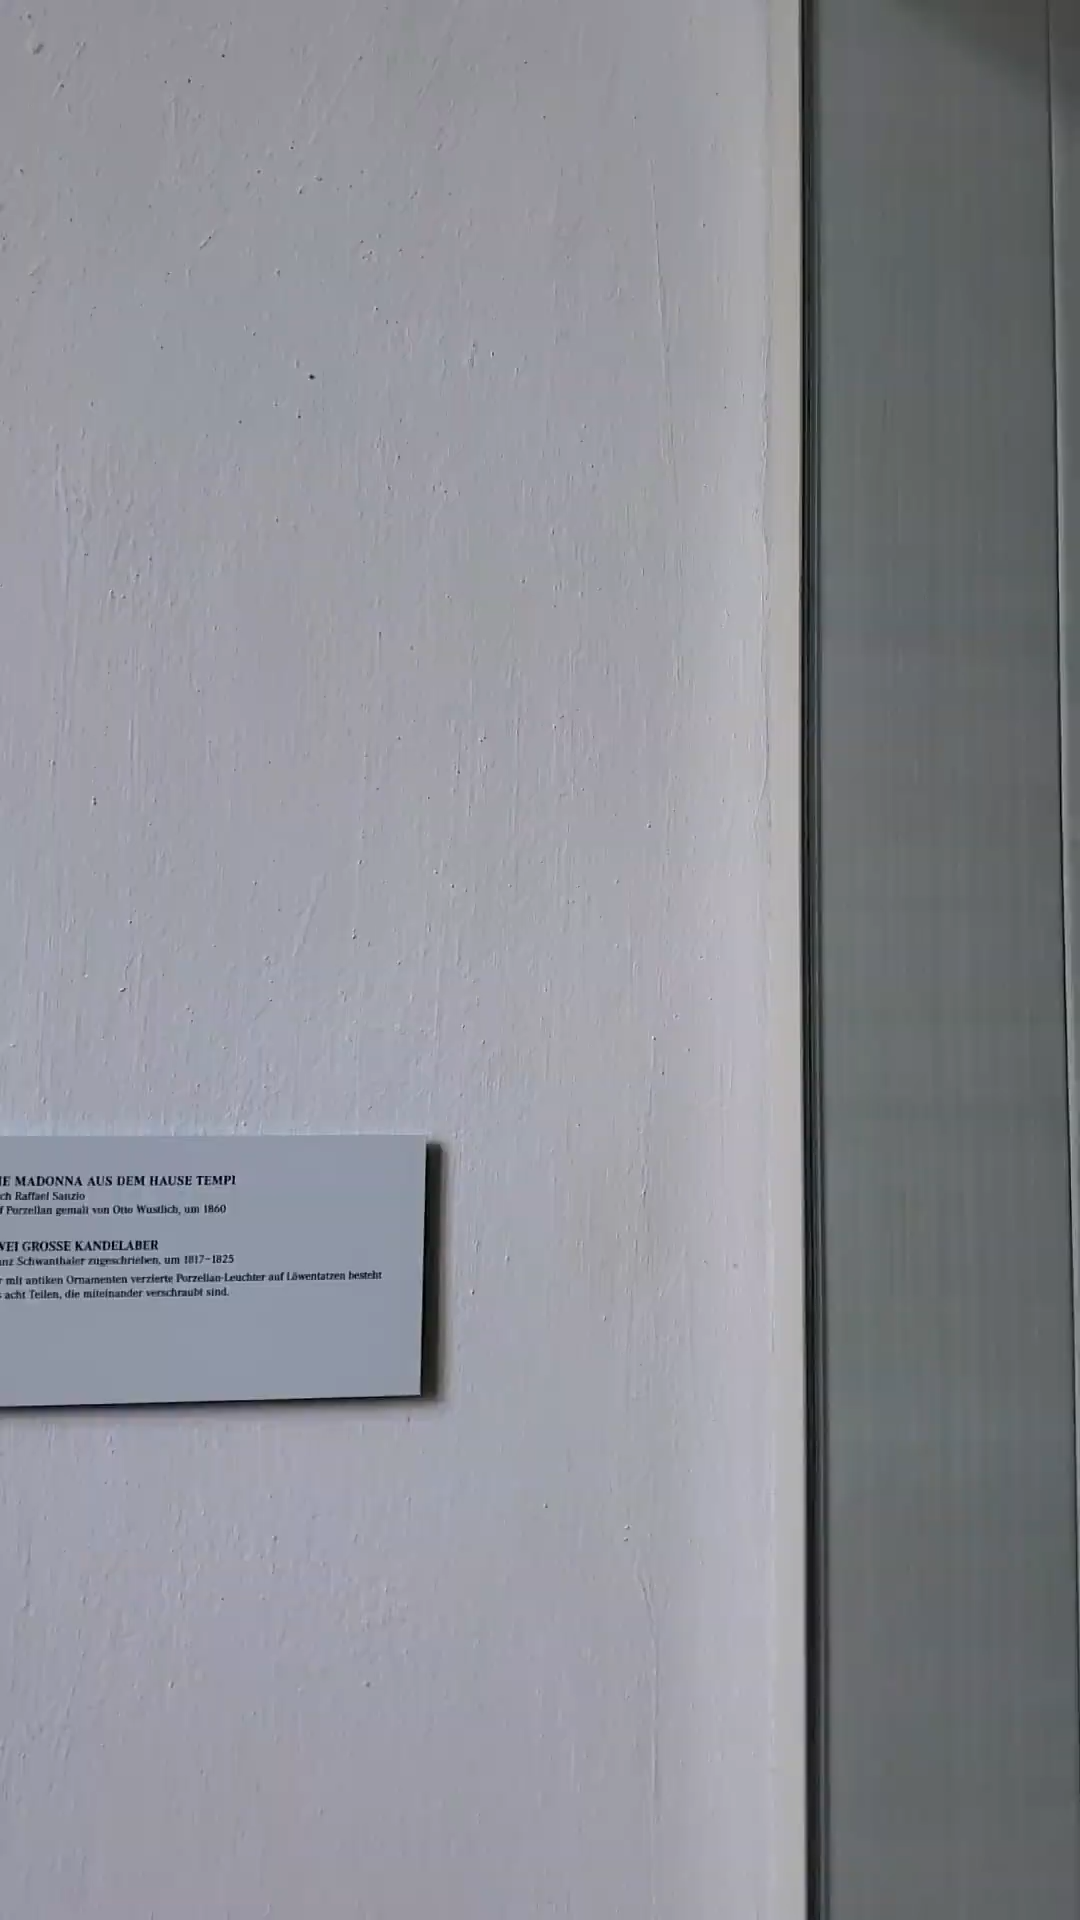 IE MADONNA AUS DEM HAUSE TEMPI
ch Raffael Sanzio
f Porzellan gemalt von Otto Wustlich, um 1860
WEI GROSSE KANDELABER
anz Schwanthaler zugeschrieben, um 1817–1825
r mit antiken Ornamenten verzierte Porzellan-Leuchter auf Löwentatzen besteht
s acht Teilen, die miteinander verschraubt sind.